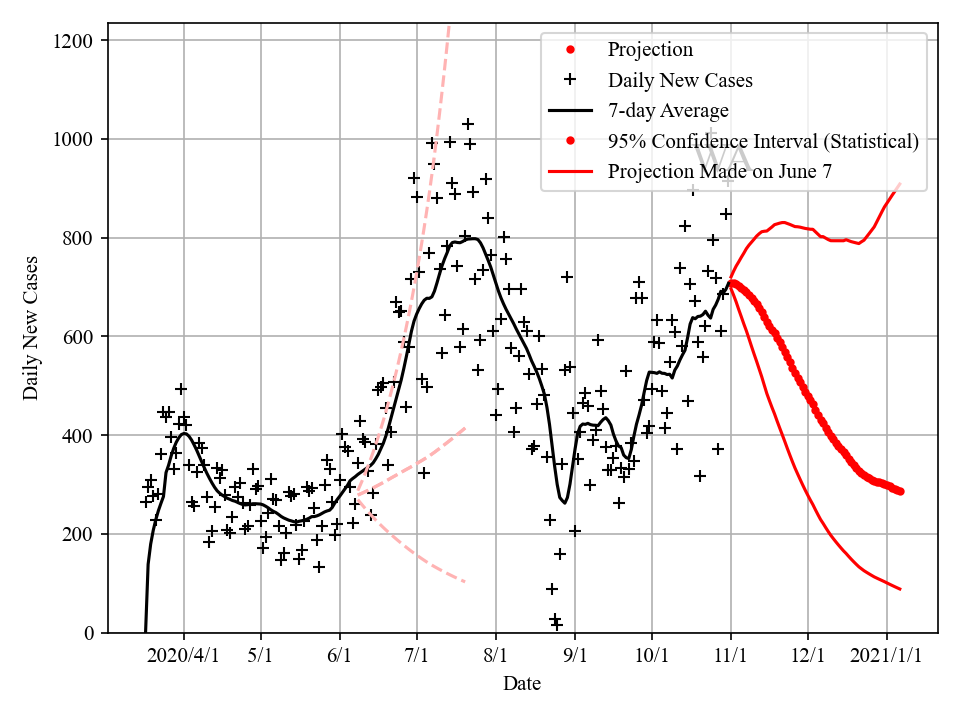 1200
1000
800
600
400
200
0
Daily New Cases
Projection
Daily New Cases
7-day Average
95% Confidence Interval (Statistical)
Projection Made on June 7
WA
2020/4/1 5/1 6/1 7/1 8/1 9/1 10/1 11/1 12/1 2021/1/1
Date